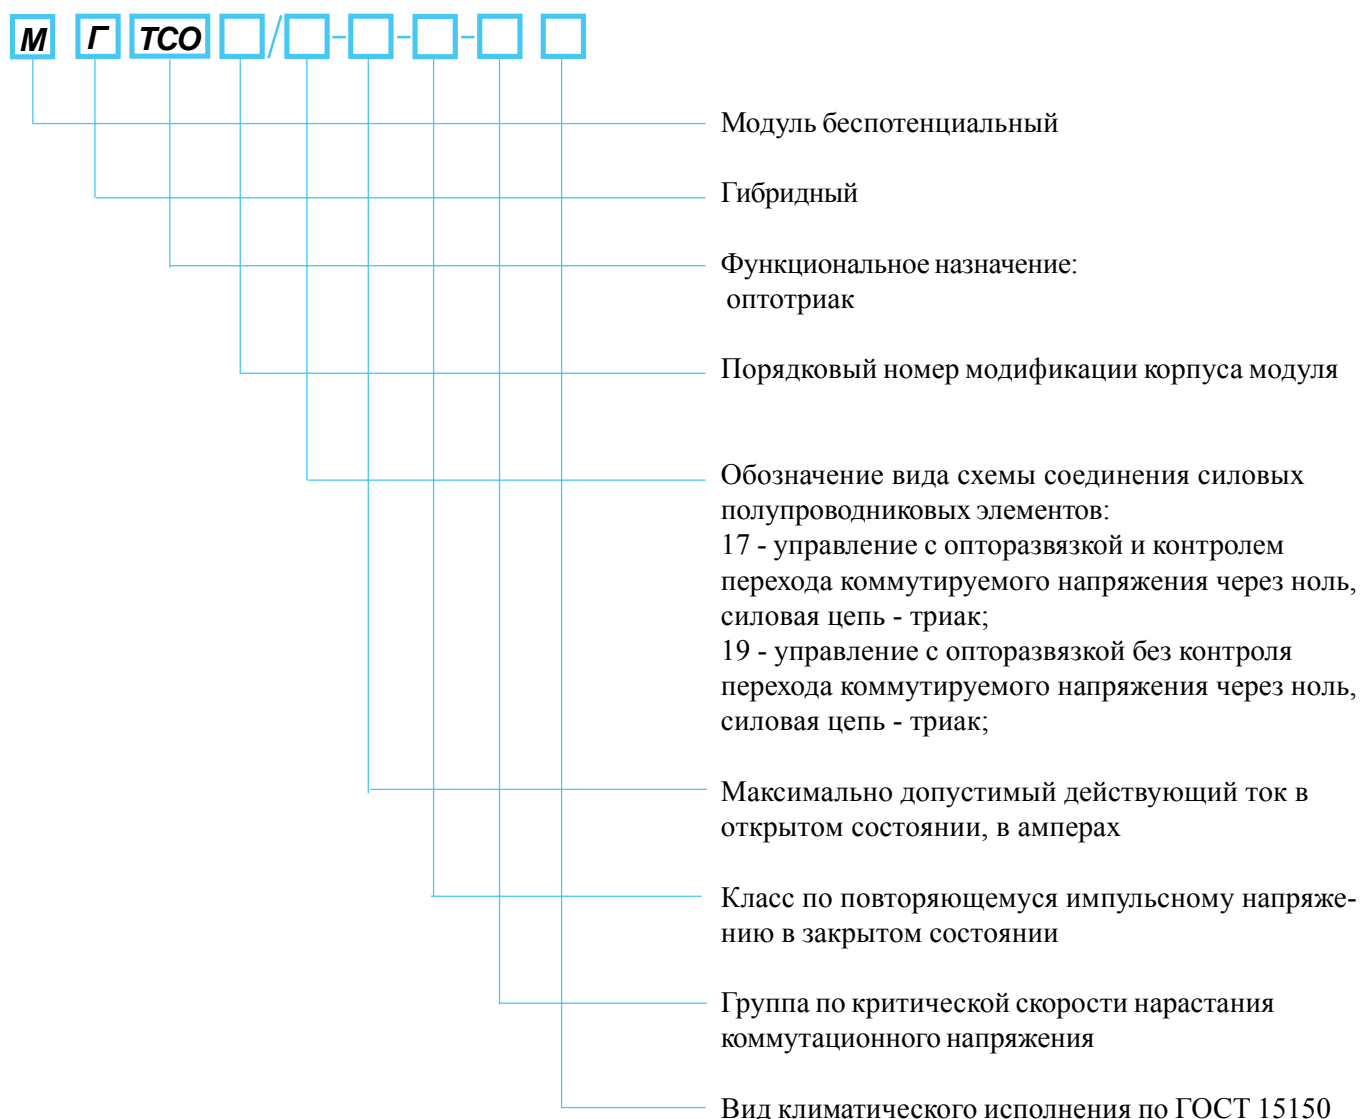 М Г ТСО / - - -
Модуль беспотенциальный
Гибридный
Функциональное назначение:
оптотриак
Порядковый номер модификации корпуса модуля
Обозначение вида схемы соединения силовых
полупроводниковых элементов:
17 - управление с опторазвязкой и контролем
перехода коммутируемого напряжения через ноль,
силовая цепь - триак;
19 - управление с опторазвязкой без контроля
перехода коммутируемого напряжения через ноль,
силовая цепь - триак;
Максимально допустимый действующий ток в
открытом состоянии, в амперах
Класс по повторяющемуся импульсному напряже-
нию в закрытом состоянии
Группа по критической скорости нарастания
коммутационного напряжения
Вид климатического исполнения по ГОСТ 15150